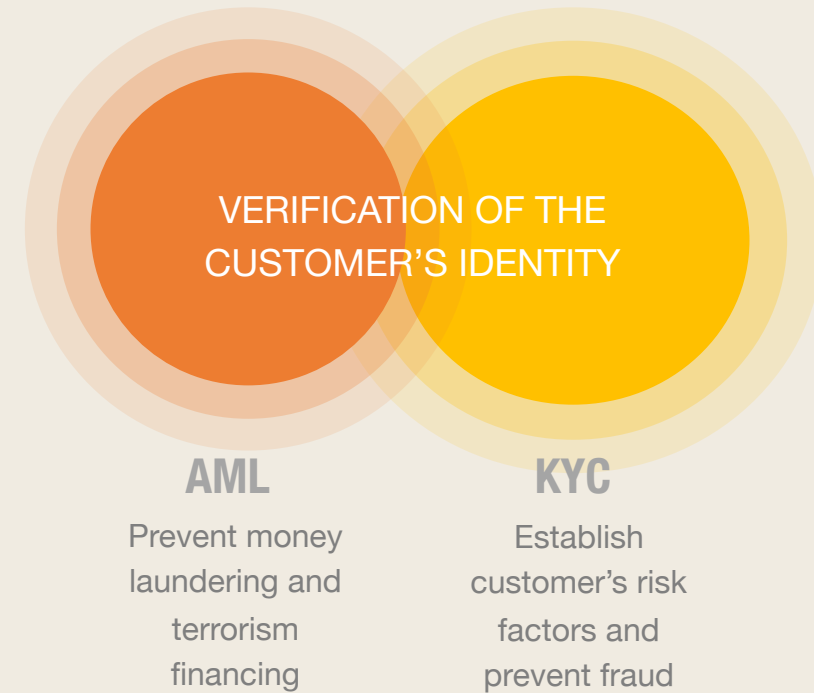 VERIFICATION OF THE
CUSTOMER'S IDENTITY
AML
Prevent money
laundering and
terrorism
financing
KYC
Establish
customer's risk
factors and
prevent fraud